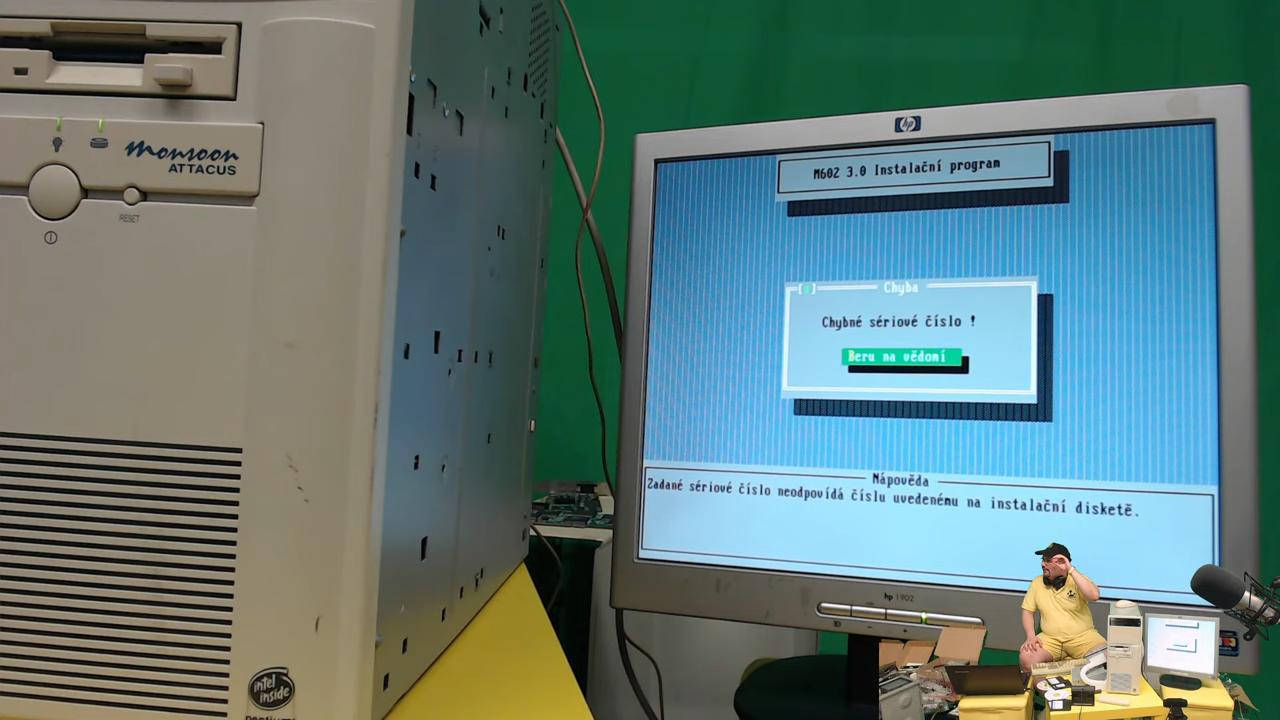 Monsoon
ATTACUS
RESET
intel
inside
pentium
hp
M602 3.0 Instalační program
Chyba
Chybné sériové číslo !
Beru na vědomí
Nápověda
Zadané sériové číslo neodpovídá číslu uvedenému na instalační disketě.
hp 1902